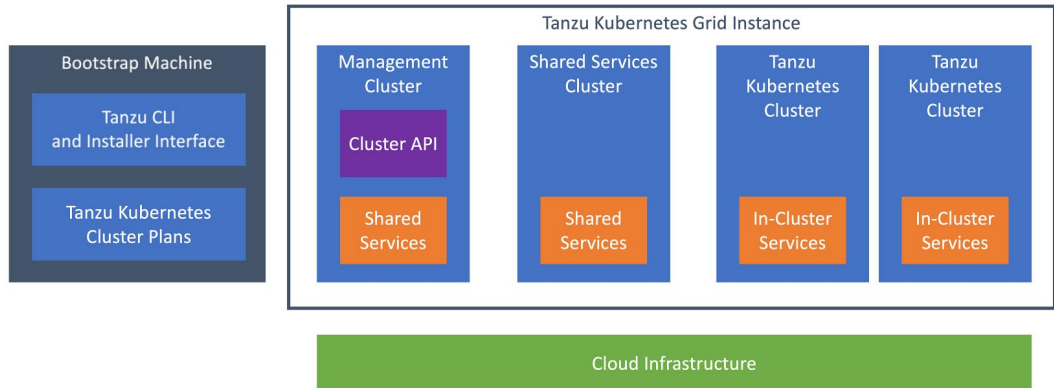 Tanzu Kubernetes Grid Instance
Bootstrap Machine
Tanzu CLI
and Installer Interface
Tanzu Kubernetes
Cluster Plans
Management
Cluster
Cluster API
Shared
Services
Shared Services
Cluster
Shared
Services
Tanzu
Kubernetes
Cluster
In-Cluster
Services
Tanzu
Kubernetes
Cluster
In-Cluster
Services
Cloud Infrastructure